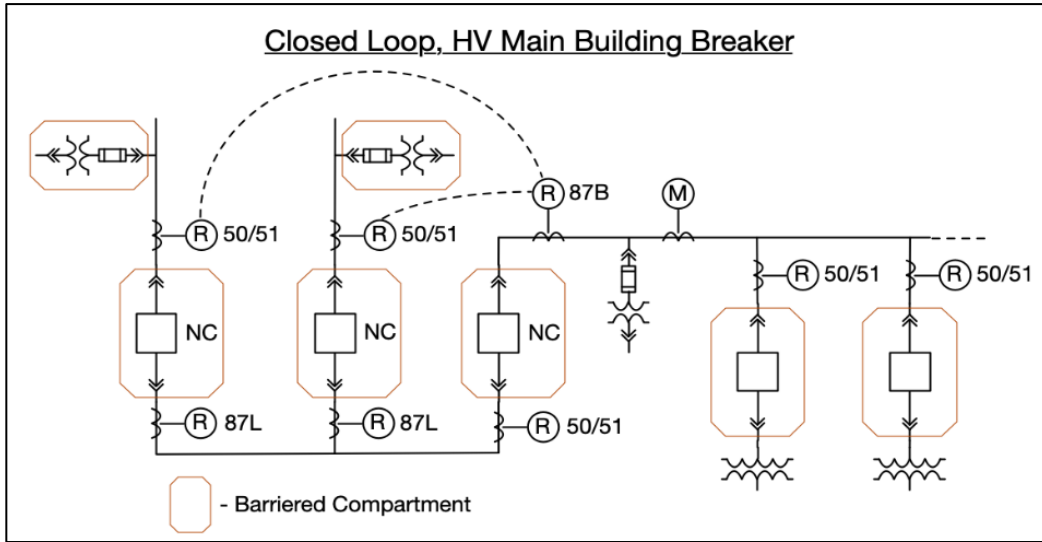 Closed Loop, HV Main Building Breaker
R 87B
M
R 50/51
R 50/51
R 50/51
R 50/51
NC
NC
NC
R 87L
R 87L
R 50/51
- Barriered Compartment